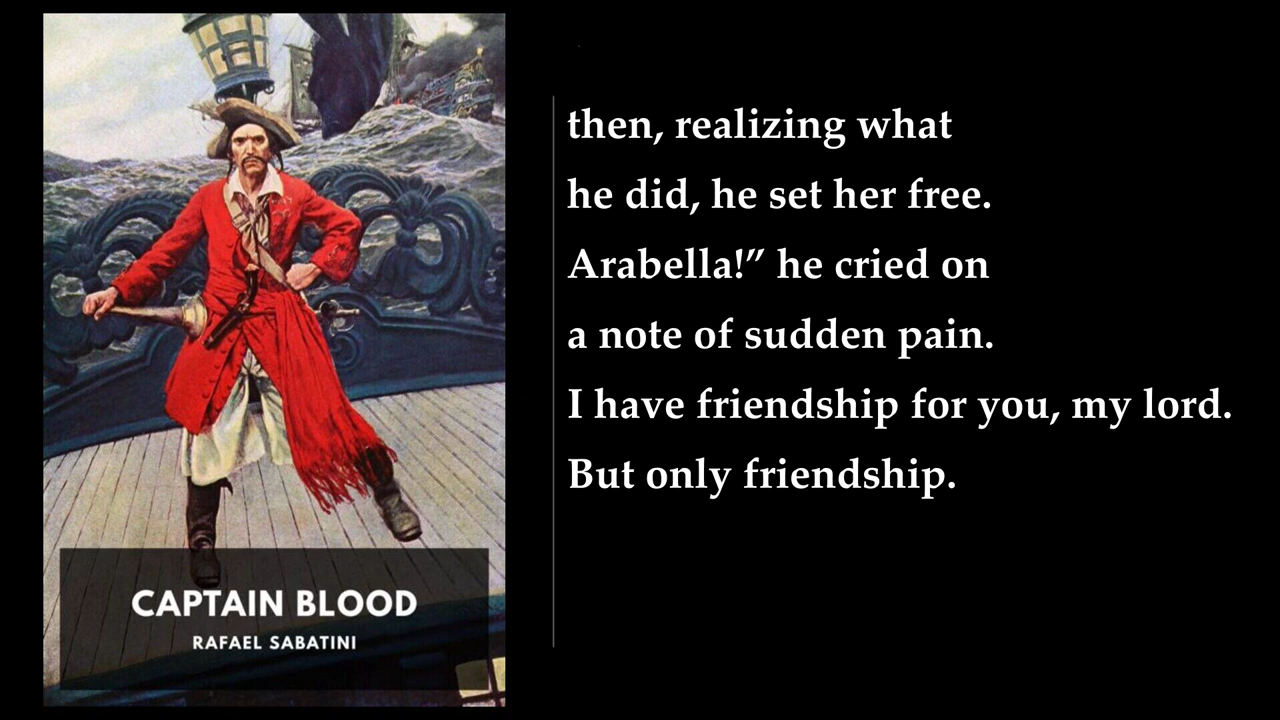 CAPTAIN BLOOD
RAFAEL SABATINI
then, realizing what
he did, he set her free.
Arabella!” he cried on
a note of sudden pain.
I have friendship for you, my lord.
But only friendship.